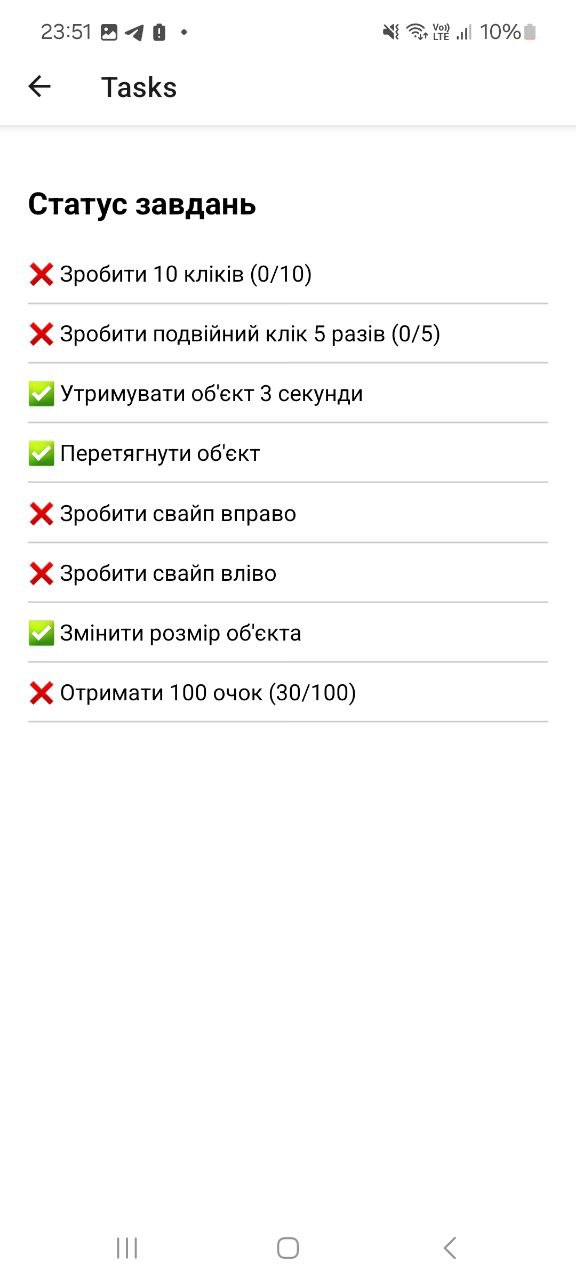 23:51
Vo))
LTE
10%
Tasks
Статус завдань
Зробити 10 кліків (0/10)
Зробити подвійний клік 5 разів (0/5)
Утримувати об'єкт 3 секунди
Перетягнути об'єкт
Зробити свайп вправо
Зробити свайп вліво
Змінити розмір об'єкта
Отримати 100 очок (30/100)